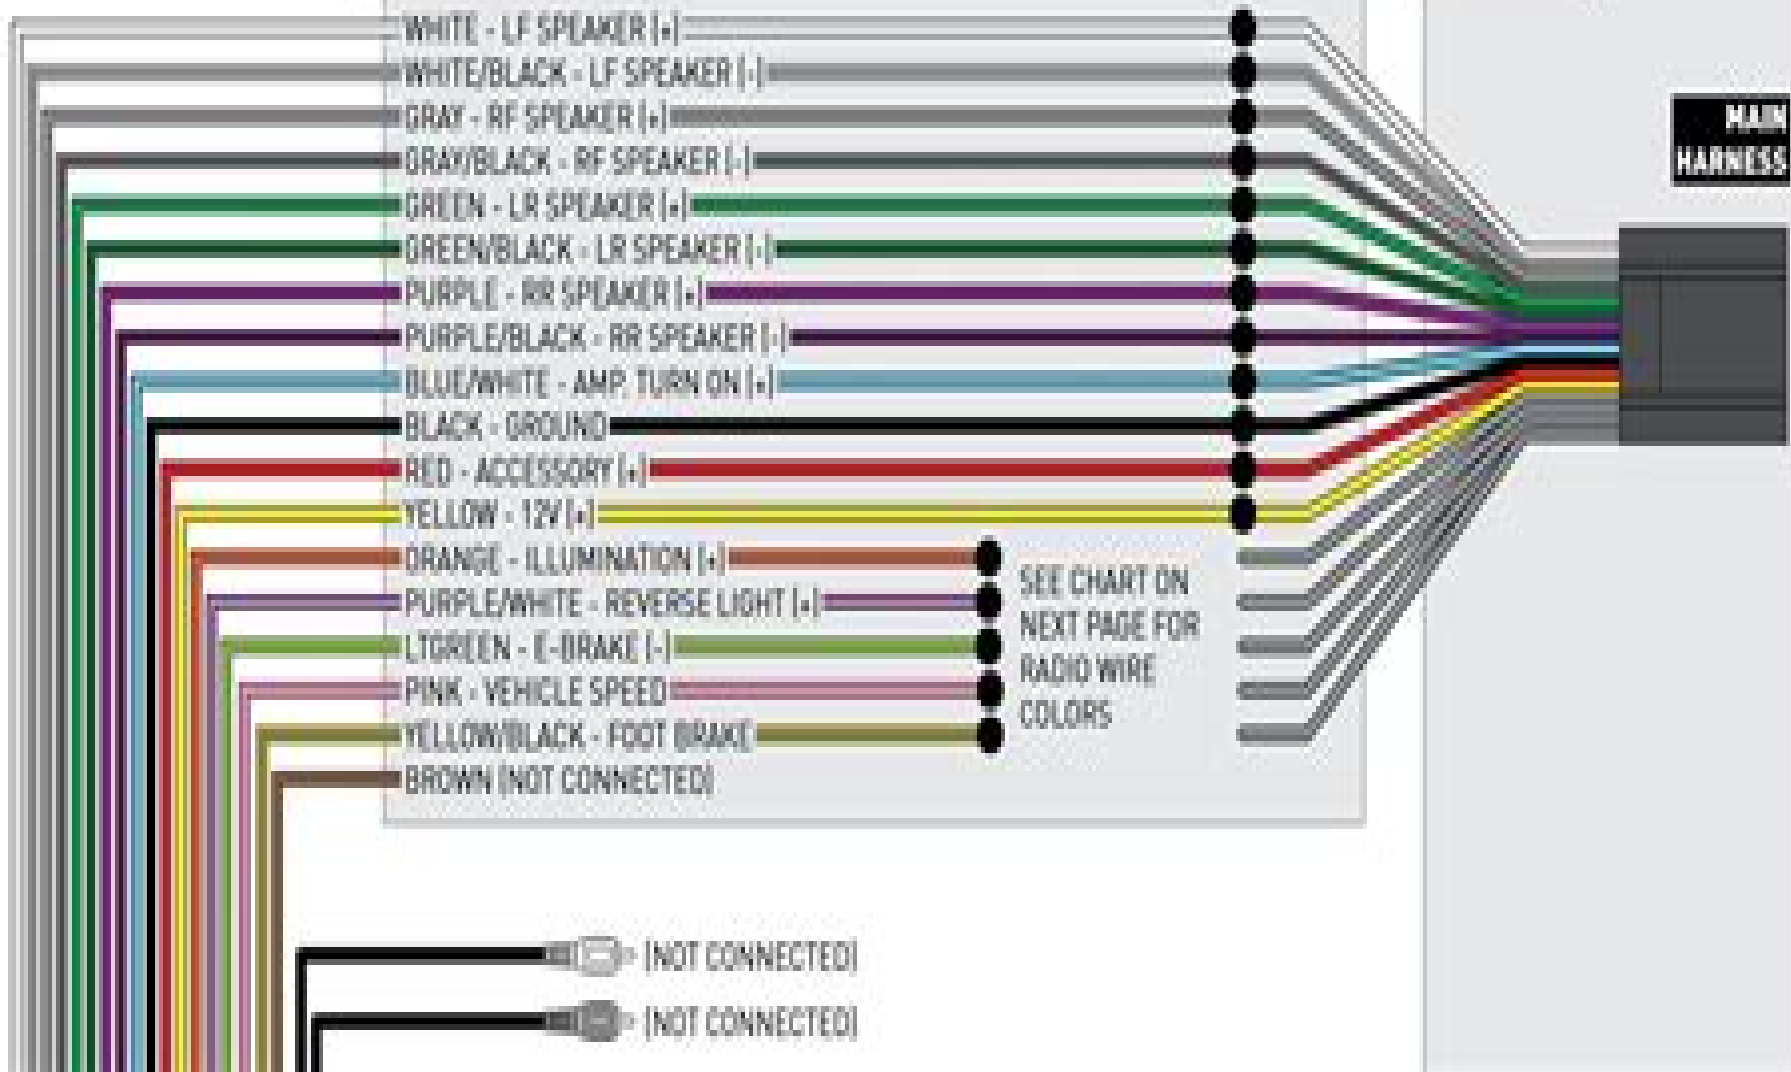 WHITE - LF SPEAKER (+)
WHITE/BLACK - LF SPEAKER (-)
GRAY - RF SPEAKER (+)
GRAY/BLACK - RF SPEAKER (-)
GREEN - LR SPEAKER (+)
GREEN/BLACK - LR SPEAKER (-)
PURPLE - RR SPEAKER (+)
PURPLE/BLACK - RR SPEAKER (-)
BLUE/WHITE - AMP. TURN ON (+)
BLACK - GROUND
RED - ACCESSORY (+)
YELLOW - 12V (+)
ORANGE - ILLUMINATION (+)
PURPLE/WHITE - REVERSE LIGHT (+)
LTGREEN - E-BRAKE (-)
PINK - VEHICLE SPEED
YELLOW/BLACK - FOOT BRAKE
BROWN (NOT CONNECTED)
SEE CHART ON
NEXT PAGE FOR
RADIO WIRE
COLORS
MAIN
HARNESS
(NOT CONNECTED)
(NOT CONNECTED)